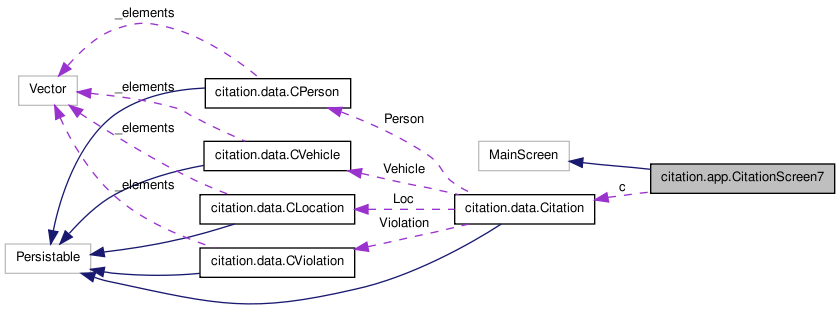 _elements
Vector
_elements
citation.data.CPerson
Person
_elements
citation.data.CVehicle
MainScreen
Vehicle
citation.app.CitationScreen7
_elements
c
Loc
citation.data.CLocation
citation.data.Citation
Violation
Persistable
citation.data.CViolation